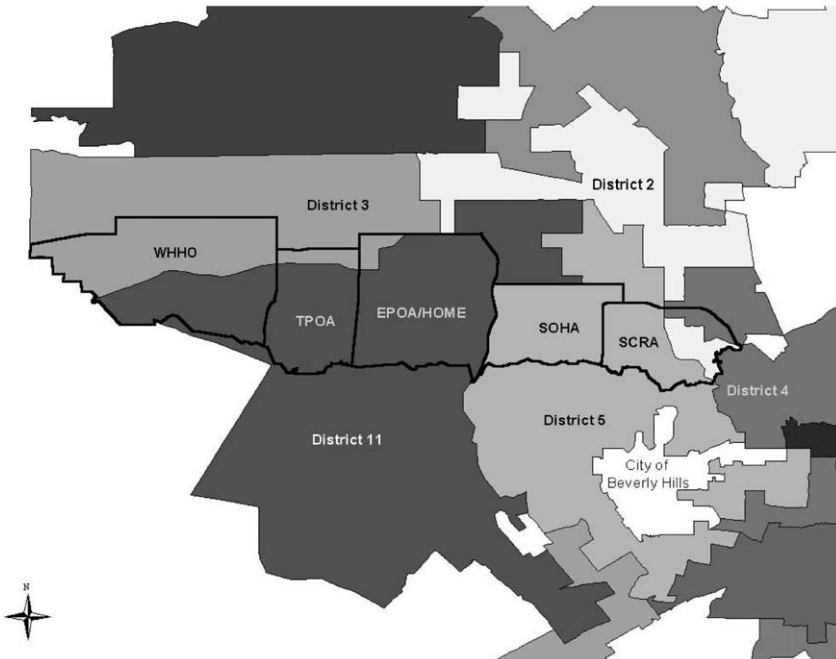 District 2
District 3
WHHO
TPOA
EPOA/HOME
SOHA
SCRA
District 4
District 11
District 5
City of
Beverly Hills
N